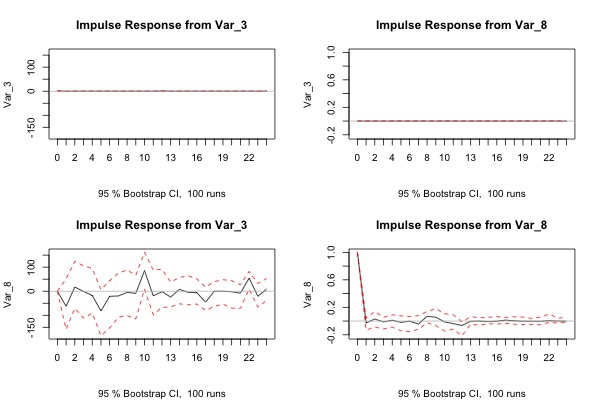 Impulse Response from Var_3
Var_3
100
0
-150
0 2 4 6 8 10 13 16 19 22
95 % Bootstrap CI, 100 runs
Impulse Response from Var_8
Var_3
1.0
0.6
0.2
-0.2
0 2 4 6 8 10 13 16 19 22
95 % Bootstrap CI, 100 runs
Impulse Response from Var_3
Var_8
100
0
-150
0 2 4 6 8 10 13 16 19 22
95 % Bootstrap CI, 100 runs
Impulse Response from Var_8
Var_8
1.0
0.6
0.2
-0.2
0 2 4 6 8 10 13 16 19 22
95 % Bootstrap CI, 100 runs